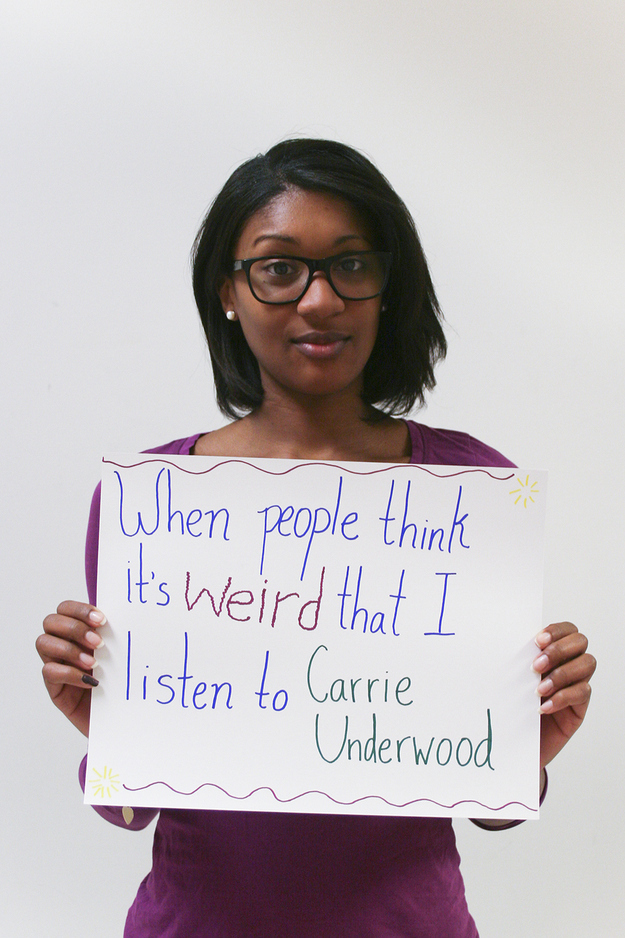 When people think
it's weird that I
listen to Carrie
Underwood